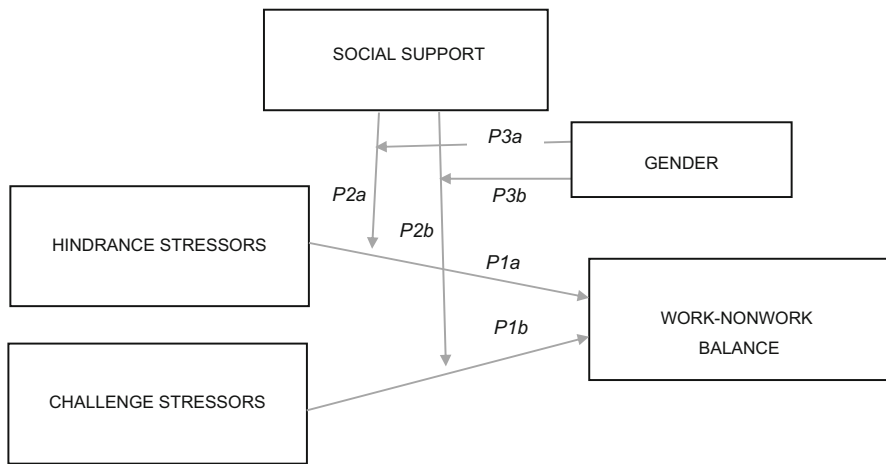 SOCIAL SUPPORT
P3a
GENDER
P2a
P3b
P2b
HINDRANCE STRESSORS
P1a
WORK-NONWORK
BALANCE
P1b
CHALLENGE STRESSORS